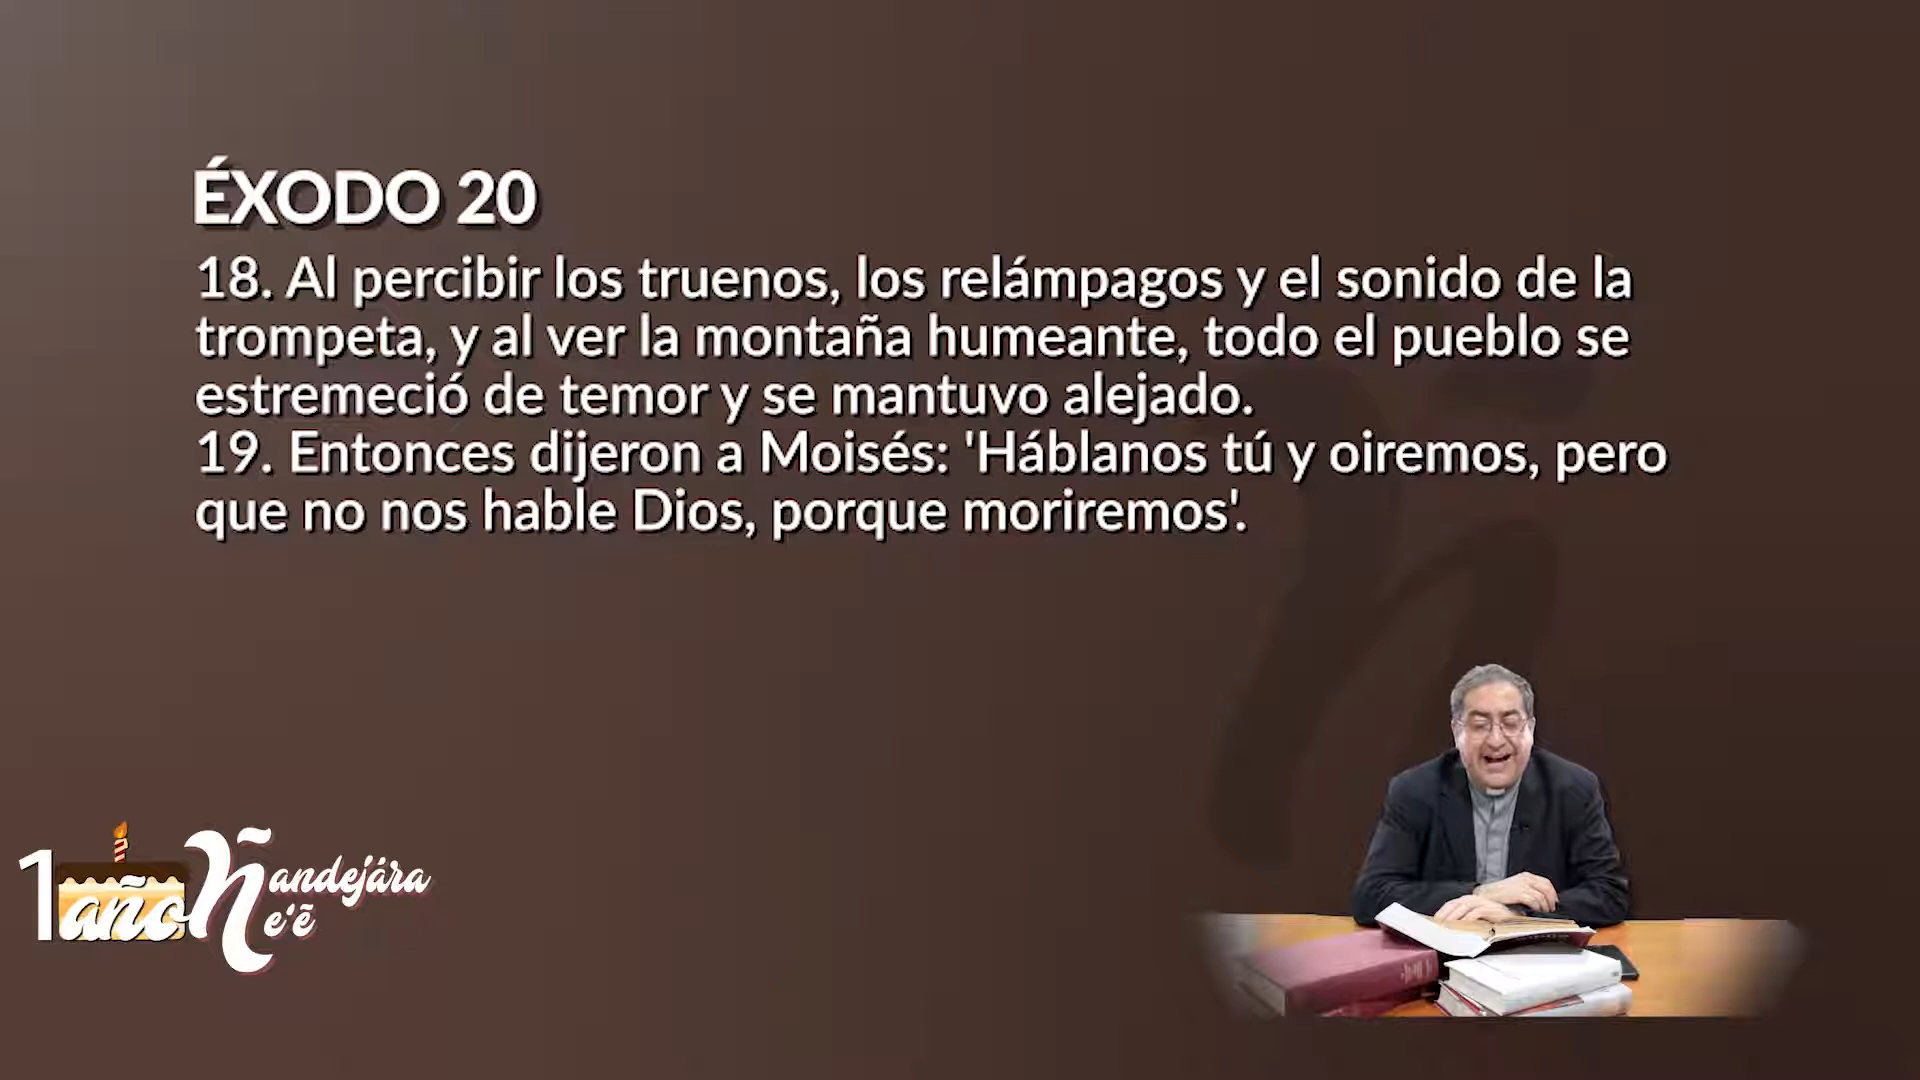 ÉXODO 20
18. Al percibir los truenos, los relámpagos y el sonido de la
trompeta, y al ver la montaña humeante, todo el pueblo se
estremeció de temor y se mantuvo alejado.
19. Entonces dijeron a Moisés: 'Háblanos tú y oiremos, pero
que no nos hable Dios, porque moriremos'.
1 año
Ñandejára
Ñe'ẽ